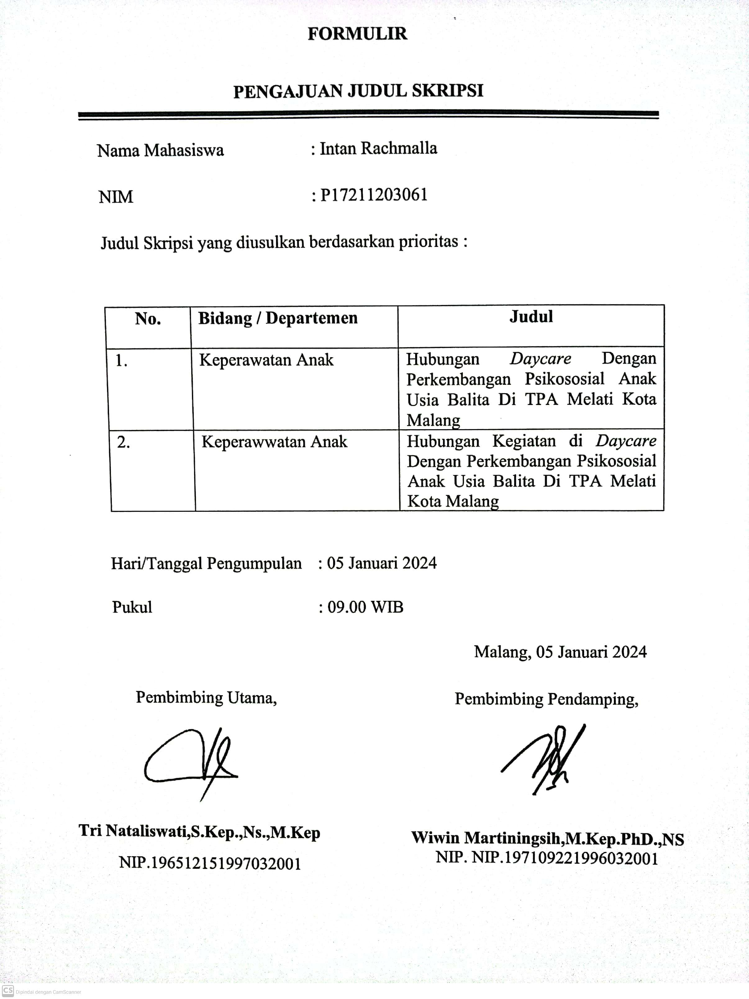 FORMULIR
PENGAJUAN JUDUL SKRIPSI
Nama Mahasiswa : Intan Rachmalla
NIM : P17211203061
Judul Skripsi yang diusulkan berdasarkan prioritas :
No. Bidang / Departemen Judul
1. Keperawatan Anak Hubungan Daycare Dengan
Perkembangan Psikososial Anak
Usia Balita Di TPA Melati Kota
Malang
2. Keperawwatan Anak Hubungan Kegiatan di Daycare
Dengan Perkembangan Psikososial
Anak Usia Balita Di TPA Melati
Kota Malang
Hari/Tanggal Pengumpulan : 05 Januari 2024
Pukul : 09.00 WIB
Malang, 05 Januari 2024
Pembimbing Utama, Pembimbing Pendamping,
Tri Nataliswati,S.Kep.,Ns.,M.Kep Wiwin Martiningsih,M.Kep.PhD.,NS
NIP.196512151997032001 NIP. NIP.197109221996032001
CS Dipindai dengan CamScanner